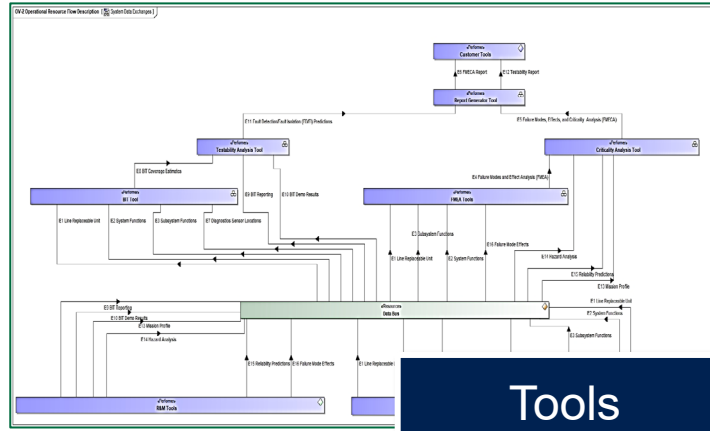 OV-2 Operational Resource Flow Description [ System Data Exchanges ]
«Performer»
Customer Tools
E6 FMECA Report
E12 Testability Report
«Performer»
Report Generator Tool
E11 Fault Detection/Fault Isolation (FD/FI) Predictions
E5 Failure Modes, Effects, and Criticality Analysis (FMECA)
«Performer»
Testability Analysis Tool
«Performer»
Criticality Analysis Tool
E8 BIT Coverage Estimates
E9 BIT Reporting
E10 BIT Demo Results
E4 Failure Modes and Effect Analysis (FMEA)
«Performer»
BIT Tool
«Performer»
FMEA Tools
E1 Line Replaceable Unit
E2 System Functions
E3 Subsystem Functions
E7 Diagnostics Sensor Locations
E3 Subsystem Functions
E1 Line Replaceable Unit
E2 System Functions
E16 Failure Mode Effects
E14 Hazard Analysis
E15 Reliability Predictions
E13 Mission Profile
E9 BIT Reporting
E10 BIT Demo Results
E13 Mission Profile
E14 Hazard Analysis
E1 Line Replaceable Unit
E2 System Functions
E3 Subsystem Functions
E15 Reliability Predictions
E16 Failure Mode Effects
E1 Line Replaceable
«Performer»
R&M Tools
Tools